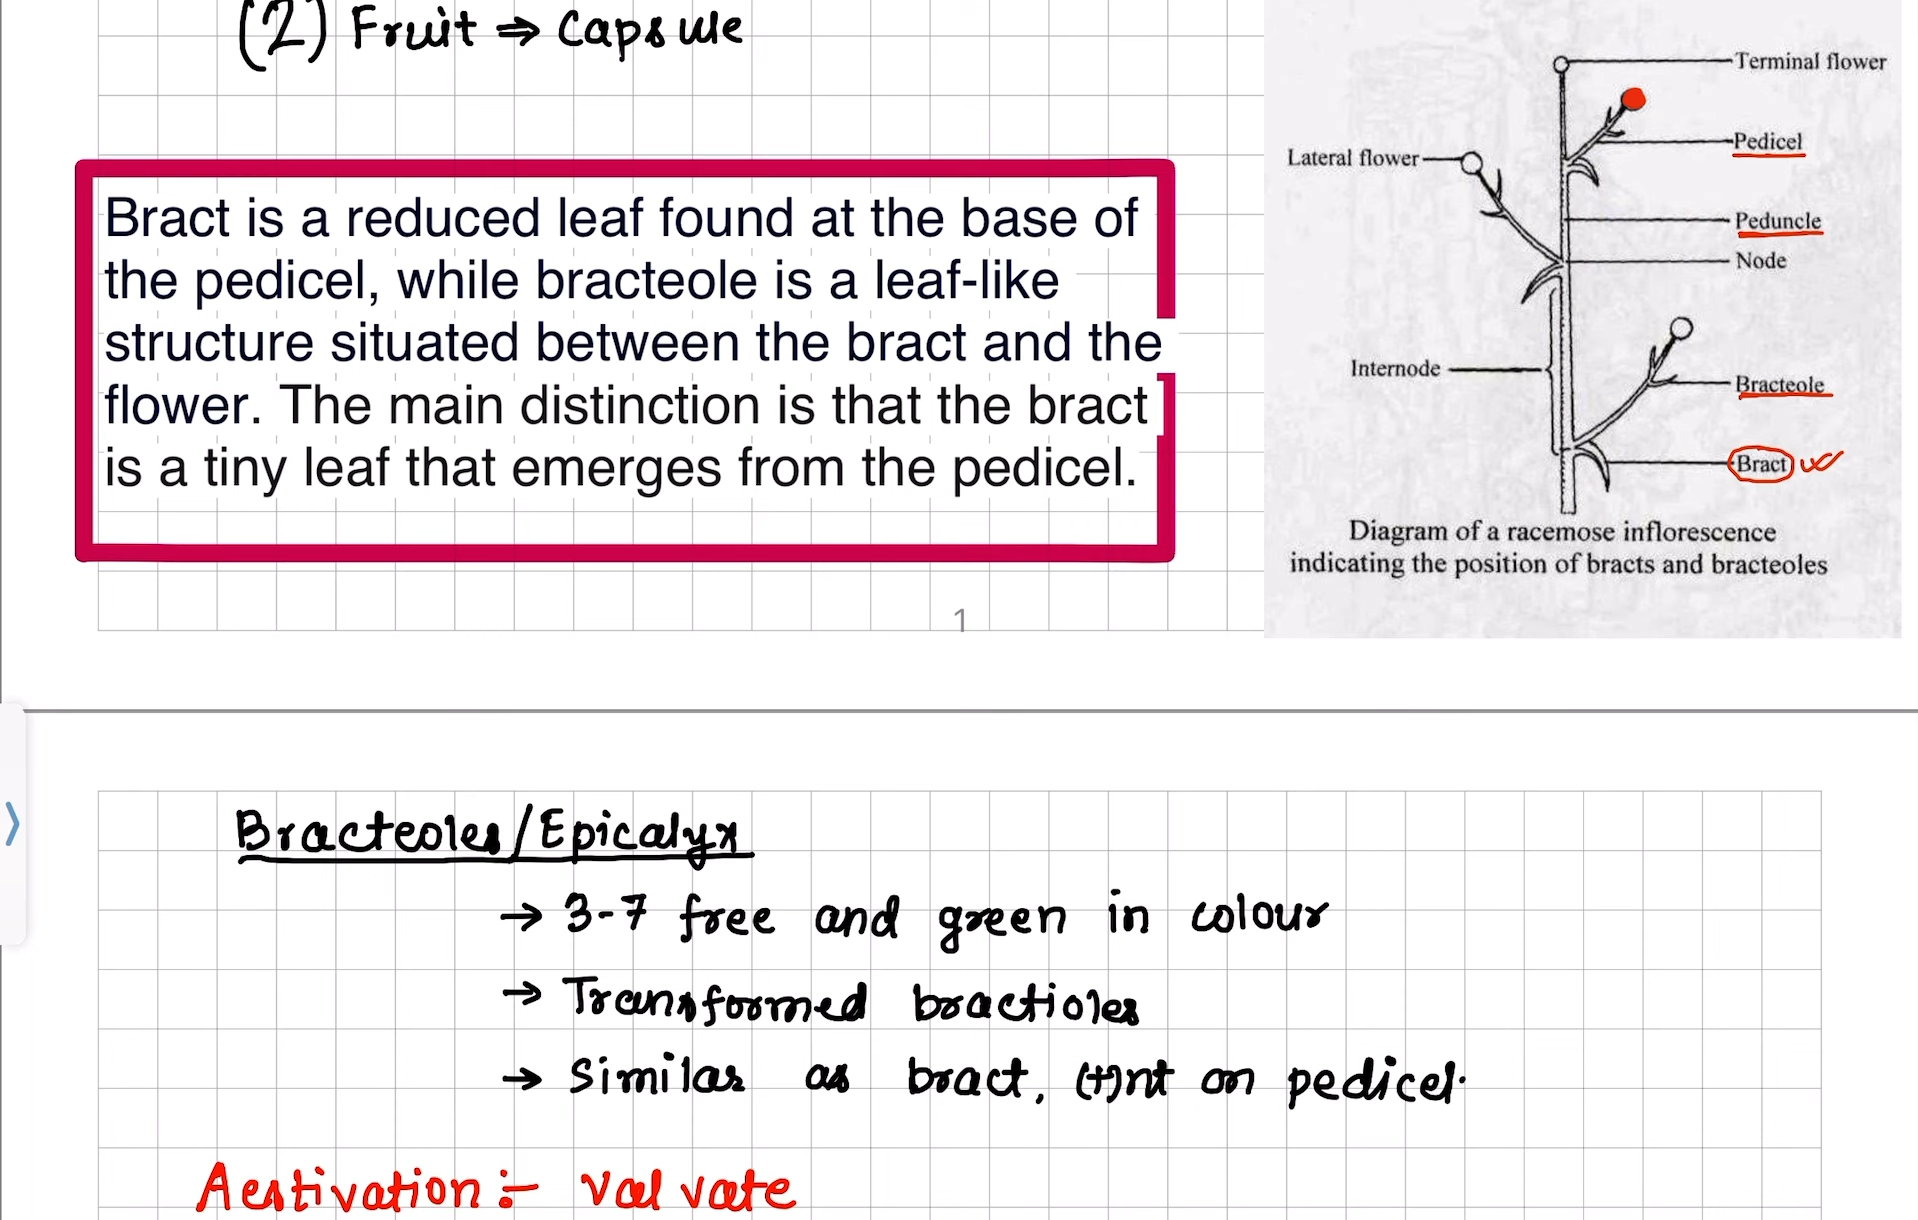 (2) Fruit ⇒ Capsule
Bract is a reduced leaf found at the base of
the pedicel, while bracteole is a leaf-like
structure situated between the bract and the
flower. The main distinction is that the bract
is a tiny leaf that emerges from the pedicel.
1
Terminal flower
Pedicel
Lateral flower
Peduncle
Node
Internode
Bracteole
Bract
Diagram of a racemose inflorescence
indicating the position of bracts and bracteoles
Bracteoles/Epicalyx
→ 3-7 free and green in colour
→ Transformed bractioles
→ Similar as bract, (+)nt on pedicel.
Aestivation :- valvate